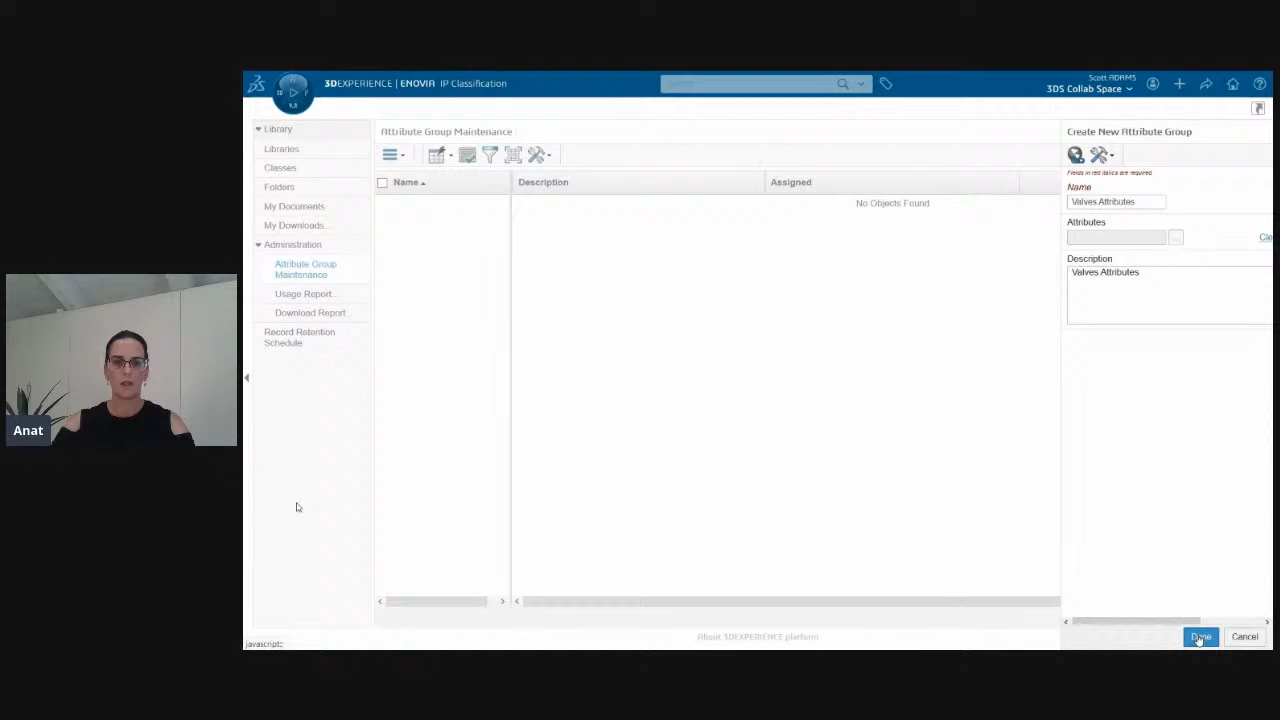 3DEXPERIENCE | ENOVIA IP Classification
Search
Scott ADAMS
3DS Collab Space
3D
V.R
Library
Libraries
Classes
Folders
My Documents
My Downloads...
Administration
Attribute Group
Maintenance
Usage Report...
Download Report
Record Retention
Schedule
Attribute Group Maintenance
Name
Description
Assigned
No Objects Found
Create New Attribute Group
Fields in red italics are required
Name
Valves Attributes
Attributes
...
Cle
Description
Valves Attributes
Done
Cancel
About 3DEXPERIENCE platform
javascript:;
Anat